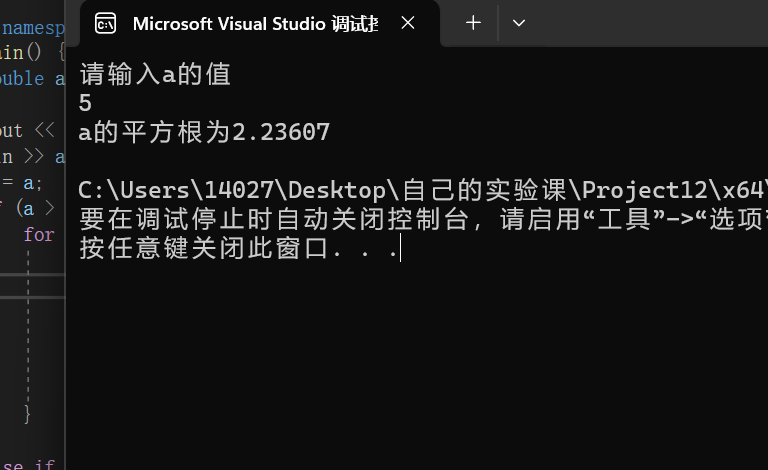 Microsoft Visual Studio 调试控
请输入a的值
5
a的平方根为2.23607
C:\Users\14027\Desktop\自己的实验课\Project12\x64\
要在调试停止时自动关闭控制台，请启用“工具”->“选项”
按任意键关闭此窗口. . .
namesp
ain() {
ouble a
out <<
in >> a
= a;
f (a >
for
}
se if